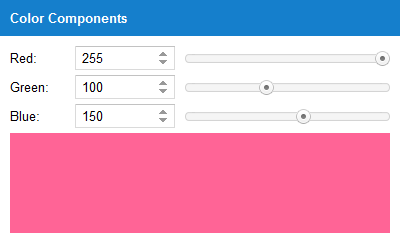 Color Components
Red: 255
Green: 100
Blue: 150